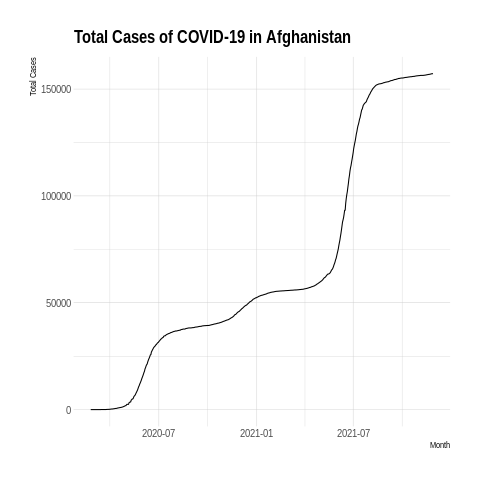 Total Cases of COVID-19 in Afghanistan
Total Cases
150000
100000
50000
0
2020-07
2021-01
2021-07
Month